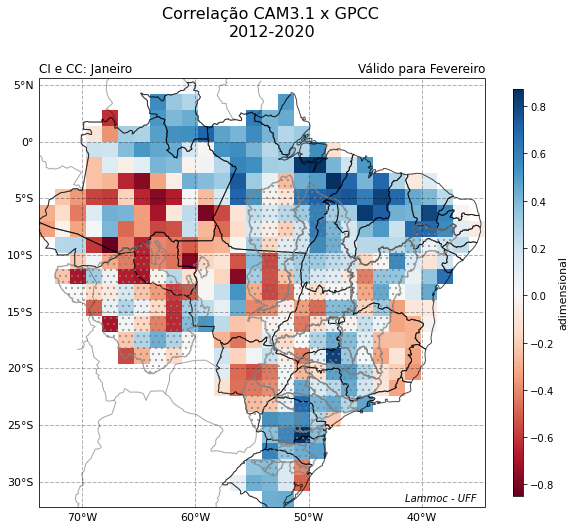 Correlação CAM3.1 x GPCC
2012-2020
CI e CC: Janeiro
Válido para Fevereiro
5°N
0°
5°S
10°S
15°S
20°S
25°S
30°S
70°W
60°W
50°W
40°W
Lammoc - UFF
0.8
0.6
0.4
0.2
0.0
−0.2
−0.4
−0.6
−0.8
adimensional